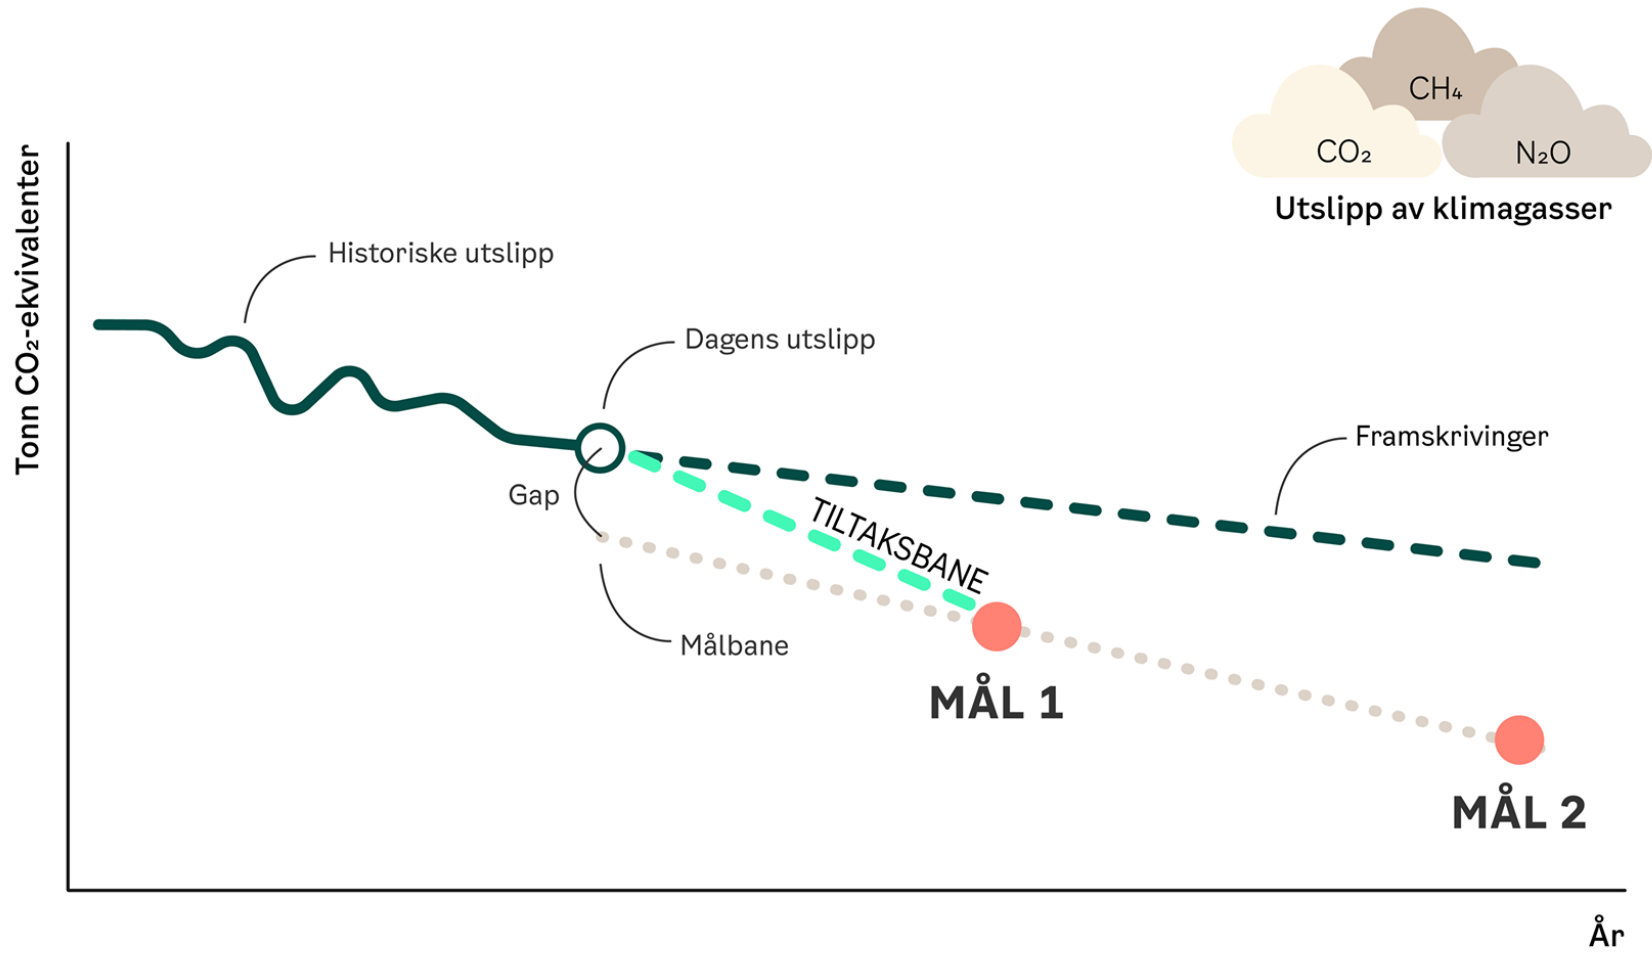 CH₄
CO₂
N₂O
Utslipp av klimagasser
Tonn CO₂-ekvivalenter
Historiske utslipp
Dagens utslipp
Framskrivinger
Gap
TILTAKSBANE
Målbane
MÅL 1
MÅL 2
År